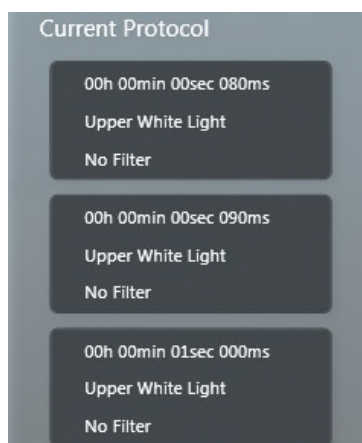 Current Protocol
00h 00min 00sec 080ms
Upper White Light
No Filter
00h 00min 00sec 090ms
Upper White Light
No Filter
00h 00min 01sec 000ms
Upper White Light
No Filter